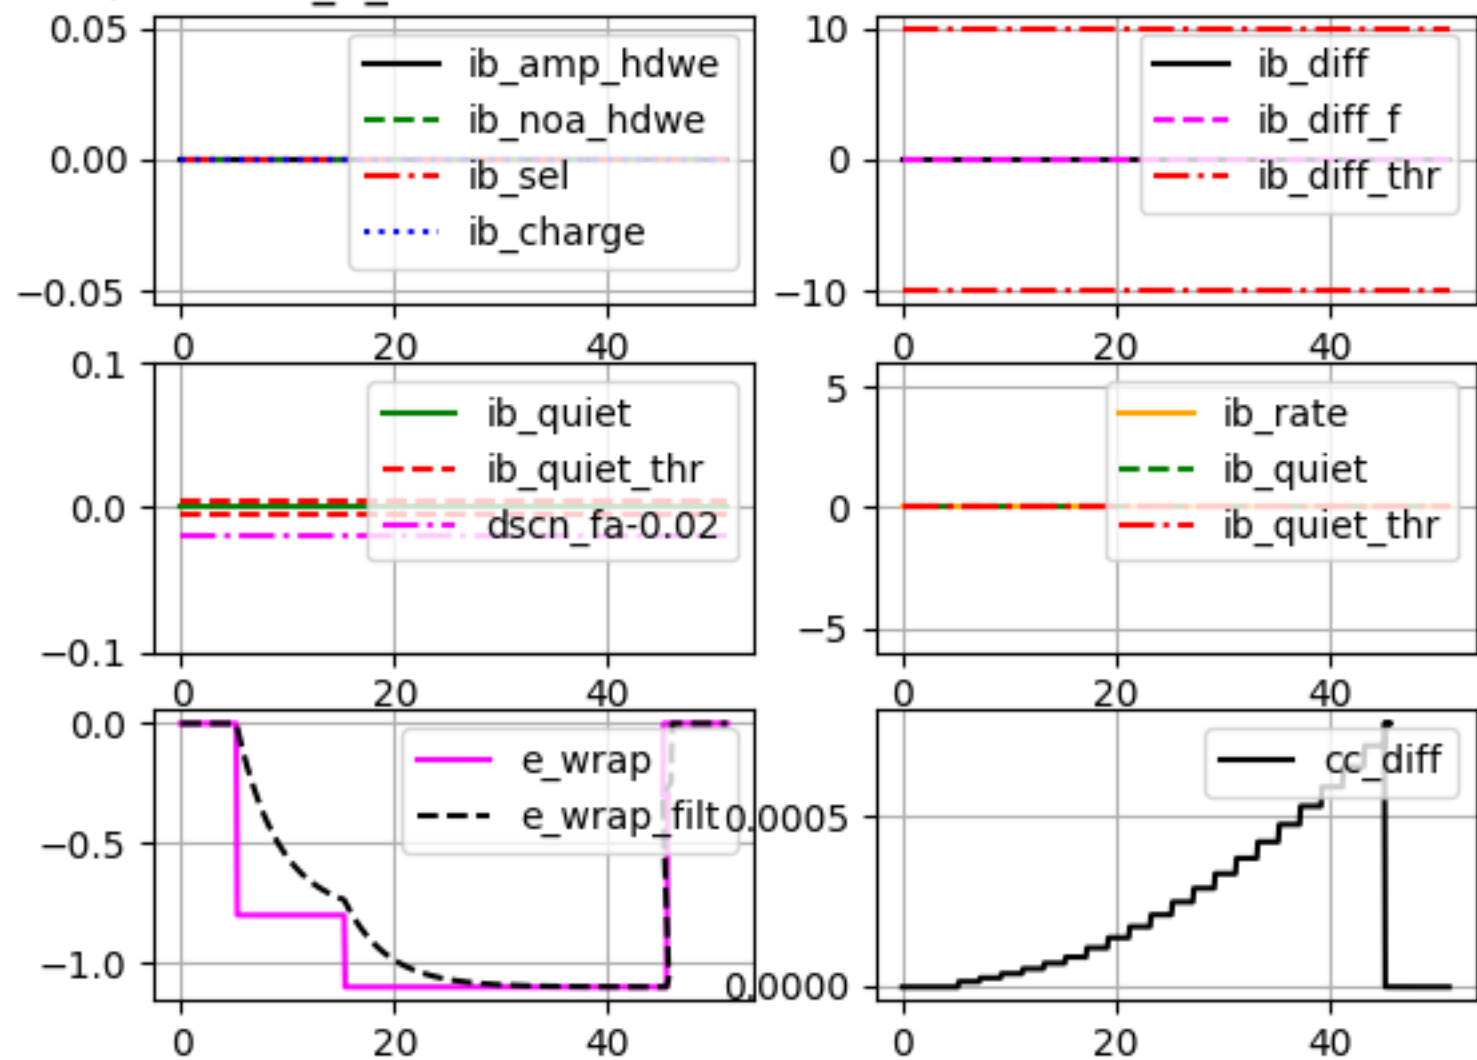 0.05
ib_amp_hdwe
ib_noa_hdwe
0.00
ib_sel
ib_charge
−0.05
0 20 40
10
ib_diff
ib_diff_f
0
ib_diff_thr
−10
0 20 40
0.1
ib_quiet
ib_quiet_thr
0.0
dscn_fa-0.02
−0.1
0 20 40
5
ib_rate
ib_quiet
0
ib_quiet_thr
−5
0 20 40
0.0
e_wrap
e_wrap_filt
−0.5
−1.0
0 20 40
cc_diff
0.0005
0.0000
0 20 40